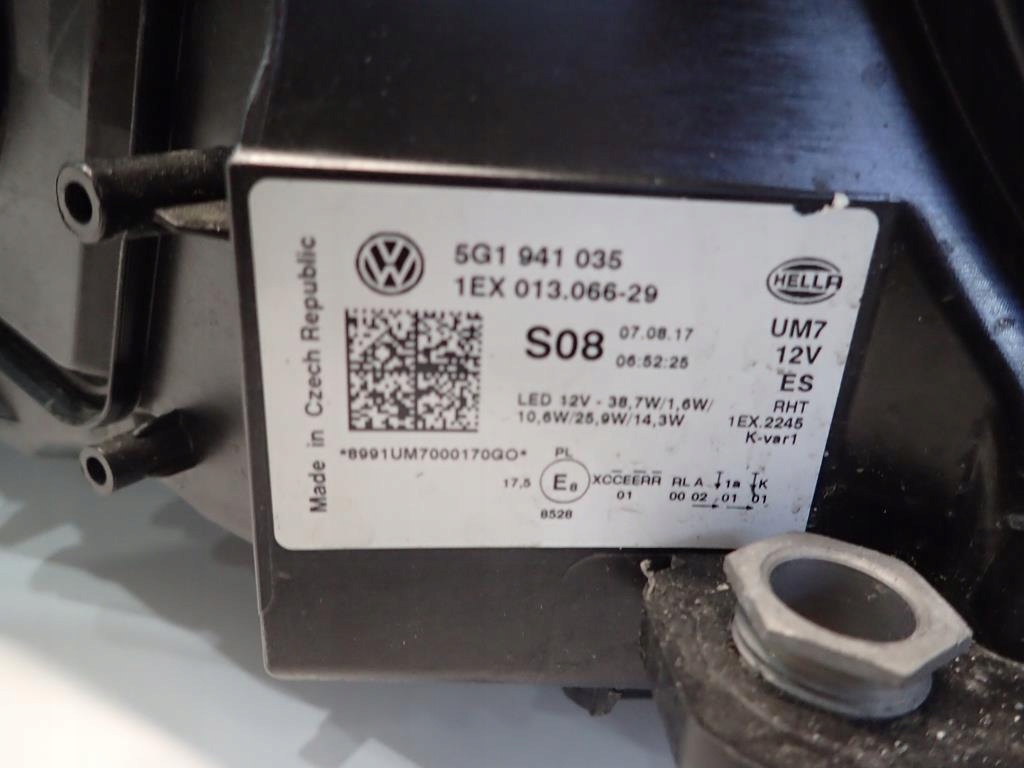 Made in Czech Republic
5G1 941 035
1EX 013.066-29
HELLA
S08
07.08.17
06:52:25
UM7
12V
ES
RHT
1EX.2245
K-var1
LED 12V - 38,7W/1,6W/
10,6W/25,9W/14,3W
*8991UM7000170GO*
PL
17,5
E8
8528
XCCEERR RL A 1a K
01 00 02 01 01